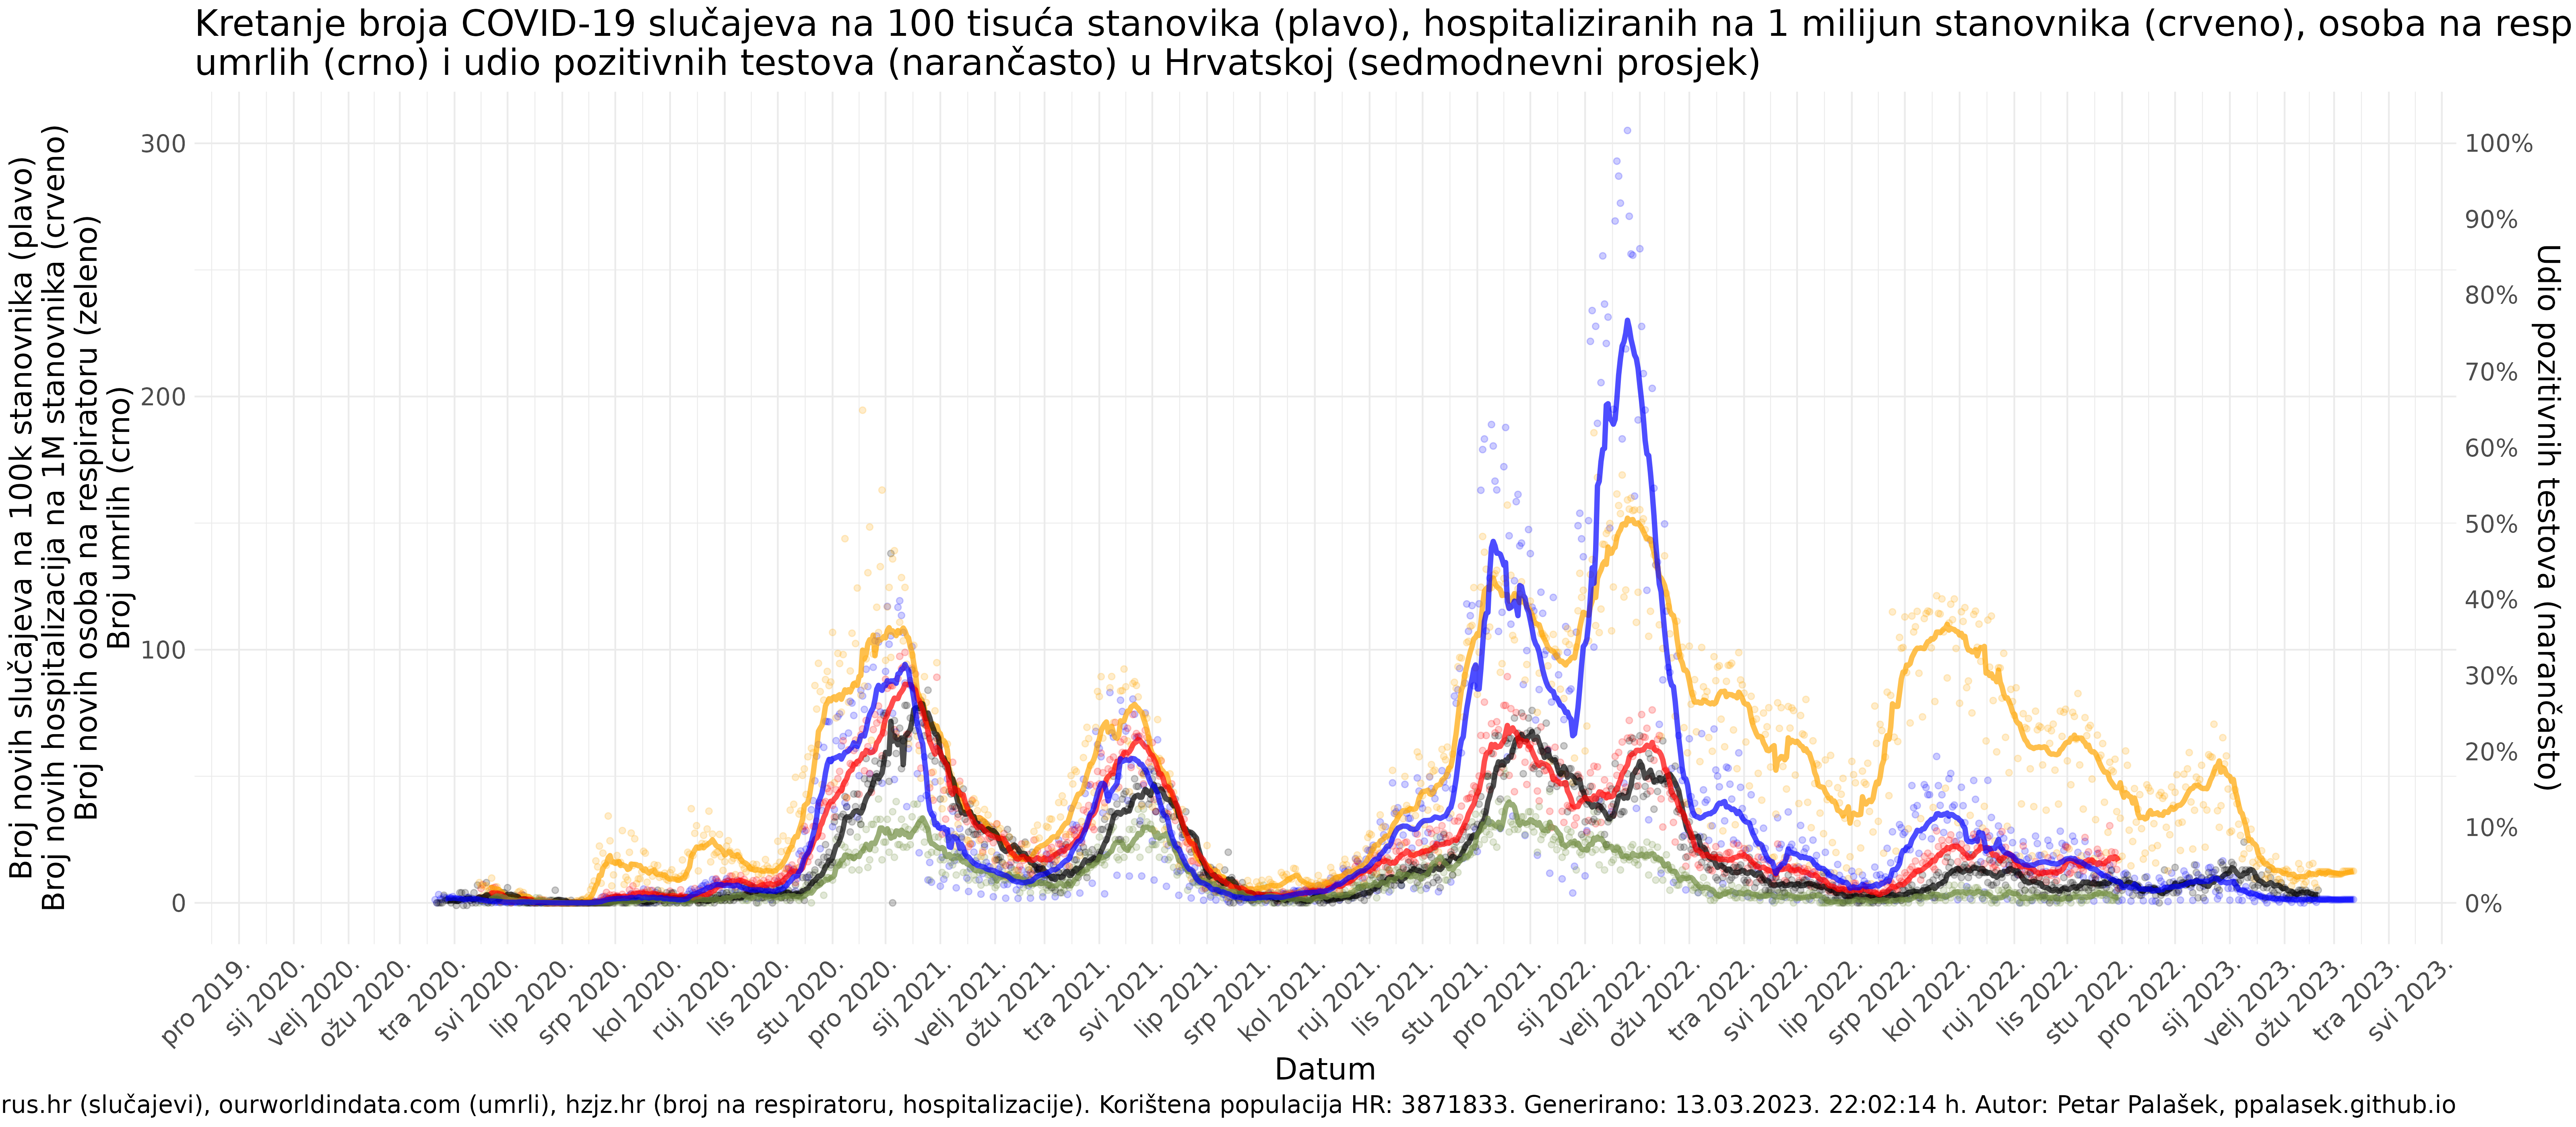 Kretanje broja COVID-19 slučajeva na 100 tisuća stanovika (plavo), hospitaliziranih na 1 milijun stanovnika (crveno), osoba na resp
umrlih (crno) i udio pozitivnih testova (narančasto) u Hrvatskoj (sedmodnevni prosjek)
Broj novih slučajeva na 100k stanovnika (plavo)
Broj novih hospitalizacija na 1M stanovnika (crveno)
Broj novih osoba na respiratoru (zeleno)
Broj umrlih (crno)
300
200
100
0
100%
90%
80%
70%
60%
50%
40%
30%
20%
10%
0%
Udio pozitivnih testova (narančasto)
pro 2019.
sij 2020.
velj 2020.
ožu 2020.
tra 2020.
svi 2020.
lip 2020.
srp 2020.
kol 2020.
ruj 2020.
lis 2020.
stu 2020.
pro 2020.
sij 2021.
velj 2021.
ožu 2021.
tra 2021.
svi 2021.
lip 2021.
srp 2021.
kol 2021.
ruj 2021.
lis 2021.
stu 2021.
pro 2021.
sij 2022.
velj 2022.
ožu 2022.
tra 2022.
svi 2022.
lip 2022.
srp 2022.
kol 2022.
ruj 2022.
lis 2022.
stu 2022.
pro 2022.
sij 2023.
velj 2023.
ožu 2023.
tra 2023.
svi 2023.
Datum
rus.hr (slučajevi), ourworldindata.com (umrli), hzjz.hr (broj na respiratoru, hospitalizacije). Korištena populacija HR: 3871833. Generirano: 13.03.2023. 22:02:14 h. Autor: Petar Palašek, ppalasek.github.io